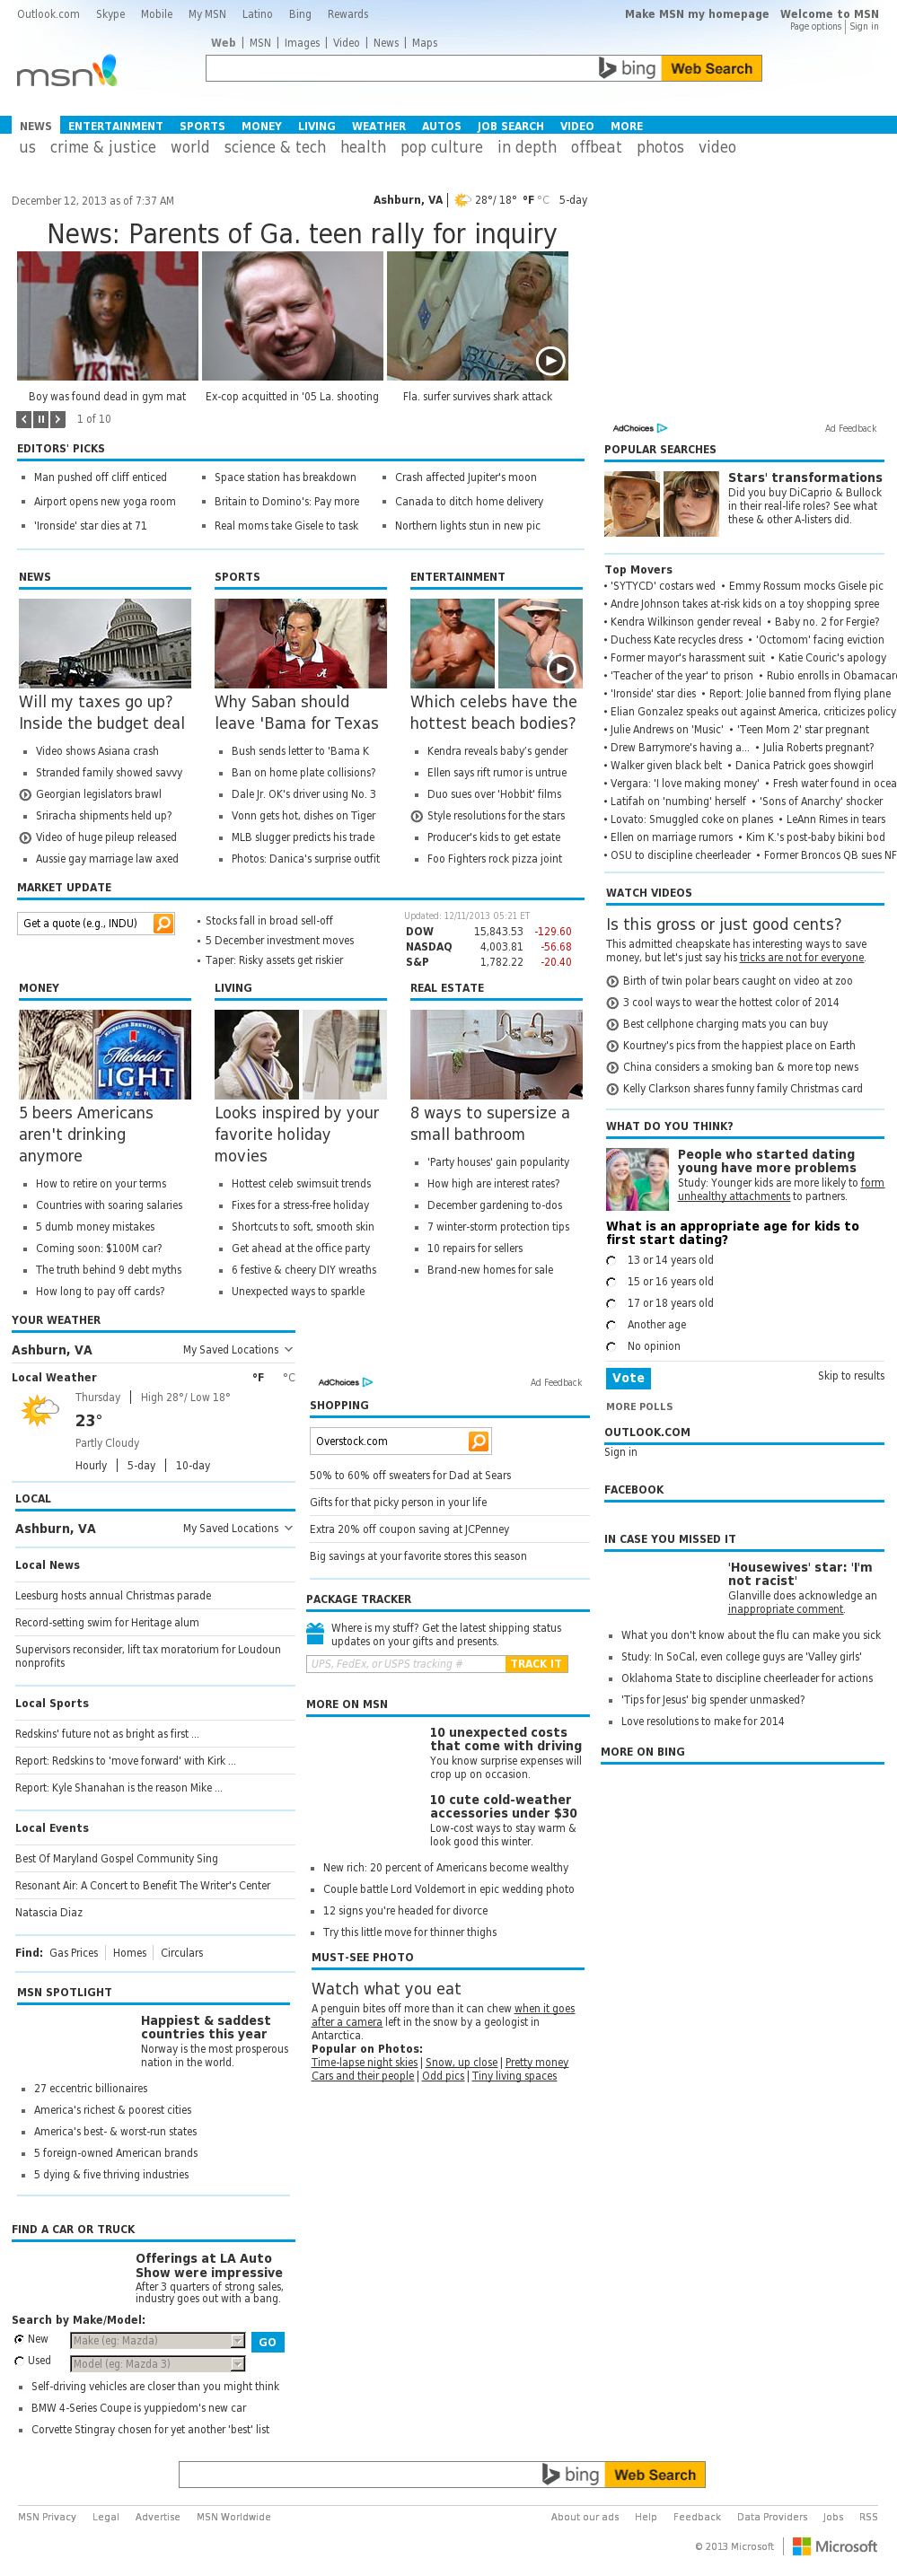 Outlook.com Skype Mobile My MSN Latino Bing Rewards
Make MSN my homepage Welcome to MSN
Page options | Sign in
Web | MSN | Images | Video | News | Maps
msn
bing Web Search
NEWS ENTERTAINMENT SPORTS MONEY LIVING WEATHER AUTOS JOB SEARCH VIDEO MORE
us crime & justice world science & tech health pop culture in depth offbeat photos video
December 12, 2013 as of 7:37 AM
Ashburn, VA | 28°/ 18° °F °C 5-day
News: Parents of Ga. teen rally for inquiry
VIKINGS
Boy was found dead in gym mat
Ex-cop acquitted in '05 La. shooting
Fla. surfer survives shark attack
1 of 10
AdChoices
Ad Feedback
EDITORS' PICKS
Man pushed off cliff enticed
Airport opens new yoga room
'Ironside' star dies at 71
Space station has breakdown
Britain to Domino's: Pay more
Real moms take Gisele to task
Crash affected Jupiter's moon
Canada to ditch home delivery
Northern lights stun in new pic
NEWS
Will my taxes go up?
Inside the budget deal
Video shows Asiana crash
Stranded family showed savvy
Georgian legislators brawl
Sriracha shipments held up?
Video of huge pileup released
Aussie gay marriage law axed
SPORTS
A
Why Saban should
leave 'Bama for Texas
Bush sends letter to 'Bama K
Ban on home plate collisions?
Dale Jr. OK's driver using No. 3
Vonn gets hot, dishes on Tiger
MLB slugger predicts his trade
Photos: Danica's surprise outfit
ENTERTAINMENT
Which celebs have the
hottest beach bodies?
Kendra reveals baby's gender
Ellen says rift rumor is untrue
Duo sues over 'Hobbit' films
Style resolutions for the stars
Producer's kids to get estate
Foo Fighters rock pizza joint
MARKET UPDATE
Get a quote (e.g., INDU)
Stocks fall in broad sell-off
5 December investment moves
Taper: Risky assets get riskier
Updated: 12/11/2013 05:21 ET
DOW 15,843.53 -129.60
NASDAQ 4,003.81 -56.68
S&P 1,782.22 -20.40
MONEY
Michelob
LIGHT
BEER
5 beers Americans
aren't drinking
anymore
How to retire on your terms
Countries with soaring salaries
5 dumb money mistakes
Coming soon: $100M car?
The truth behind 9 debt myths
How long to pay off cards?
LIVING
Looks inspired by your
favorite holiday
movies
Hottest celeb swimsuit trends
Fixes for a stress-free holiday
Shortcuts to soft, smooth skin
Get ahead at the office party
6 festive & cheery DIY wreaths
Unexpected ways to sparkle
REAL ESTATE
8 ways to supersize a
small bathroom
'Party houses' gain popularity
How high are interest rates?
December gardening to-dos
7 winter-storm protection tips
10 repairs for sellers
Brand-new homes for sale
YOUR WEATHER
Ashburn, VA My Saved Locations
Local Weather °F °C
Thursday | High 28°/ Low 18°
23°
Partly Cloudy
Hourly | 5-day | 10-day
LOCAL
Ashburn, VA My Saved Locations
Local News
Leesburg hosts annual Christmas parade
Record-setting swim for Heritage alum
Supervisors reconsider, lift tax moratorium for Loudoun
nonprofits
Local Sports
Redskins' future not as bright as first ...
Report: Redskins to 'move forward' with Kirk ...
Report: Kyle Shanahan is the reason Mike ...
Local Events
Best Of Maryland Gospel Community Sing
Resonant Air: A Concert to Benefit The Writer's Center
Natascia Diaz
Find: Gas Prices | Homes | Circulars
MSN SPOTLIGHT
Happiest & saddest
countries this year
Norway is the most prosperous
nation in the world.
27 eccentric billionaires
America's richest & poorest cities
America's best- & worst-run states
5 foreign-owned American brands
5 dying & five thriving industries
FIND A CAR OR TRUCK
Offerings at LA Auto
Show were impressive
After 3 quarters of strong sales,
industry goes out with a bang.
Search by Make/Model:
New Make (eg: Mazda) GO
Used Model (eg: Mazda 3)
Self-driving vehicles are closer than you might think
BMW 4-Series Coupe is yuppiedom's new car
Corvette Stingray chosen for yet another 'best' list
AdChoices
Ad Feedback
SHOPPING
Overstock.com
50% to 60% off sweaters for Dad at Sears
Gifts for that picky person in your life
Extra 20% off coupon saving at JCPenney
Big savings at your favorite stores this season
PACKAGE TRACKER
Where is my stuff? Get the latest shipping status
updates on your gifts and presents.
UPS, FedEx, or USPS tracking # TRACK IT
MORE ON MSN
10 unexpected costs
that come with driving
You know surprise expenses will
crop up on occasion.
10 cute cold-weather
accessories under $30
Low-cost ways to stay warm &
look good this winter.
New rich: 20 percent of Americans become wealthy
Couple battle Lord Voldemort in epic wedding photo
12 signs you're headed for divorce
Try this little move for thinner thighs
MUST-SEE PHOTO
Watch what you eat
A penguin bites off more than it can chew when it goes
after a camera left in the snow by a geologist in
Antarctica.
Popular on Photos:
Time-lapse night skies | Snow, up close | Pretty money
Cars and their people | Odd pics | Tiny living spaces
POPULAR SEARCHES
Stars' transformations
Did you buy DiCaprio & Bullock
in their real-life roles? See what
these & other A-listers did.
Top Movers
• 'SYTYCD' costars wed • Emmy Rossum mocks Gisele pic
• Andre Johnson takes at-risk kids on a toy shopping spree
• Kendra Wilkinson gender reveal • Baby no. 2 for Fergie?
• Duchess Kate recycles dress • 'Octomom' facing eviction
• Former mayor's harassment suit • Katie Couric's apology
• 'Teacher of the year' to prison • Rubio enrolls in Obamacare
• 'Ironside' star dies • Report: Jolie banned from flying plane
• Elian Gonzalez speaks out against America, criticizes policy
• Julie Andrews on 'Music' • 'Teen Mom 2' star pregnant
• Drew Barrymore's having a... • Julia Roberts pregnant?
• Walker given black belt • Danica Patrick goes showgirl
• Vergara: 'I love making money' • Fresh water found in ocea
• Latifah on 'numbing' herself • 'Sons of Anarchy' shocker
• Lovato: Smuggled coke on planes • LeAnn Rimes in tears
• Ellen on marriage rumors • Kim K.'s post-baby bikini bod
• OSU to discipline cheerleader • Former Broncos QB sues NF
WATCH VIDEOS
Is this gross or just good cents?
This admitted cheapskate has interesting ways to save
money, but let's just say his tricks are not for everyone.
Birth of twin polar bears caught on video at zoo
3 cool ways to wear the hottest color of 2014
Best cellphone charging mats you can buy
Kourtney's pics from the happiest place on Earth
China considers a smoking ban & more top news
Kelly Clarkson shares funny family Christmas card
WHAT DO YOU THINK?
People who started dating
young have more problems
Study: Younger kids are more likely to form
unhealthy attachments to partners.
What is an appropriate age for kids to
first start dating?
13 or 14 years old
15 or 16 years old
17 or 18 years old
Another age
No opinion
Vote Skip to results
MORE POLLS
OUTLOOK.COM
Sign in
FACEBOOK
IN CASE YOU MISSED IT
'Housewives' star: 'I'm
not racist'
Glanville does acknowledge an
inappropriate comment.
What you don't know about the flu can make you sick
Study: In SoCal, even college guys are 'Valley girls'
Oklahoma State to discipline cheerleader for actions
'Tips for Jesus' big spender unmasked?
Love resolutions to make for 2014
MORE ON BING
bing Web Search
MSN Privacy Legal Advertise MSN Worldwide
About our ads Help Feedback Data Providers Jobs RSS
© 2013 Microsoft | Microsoft